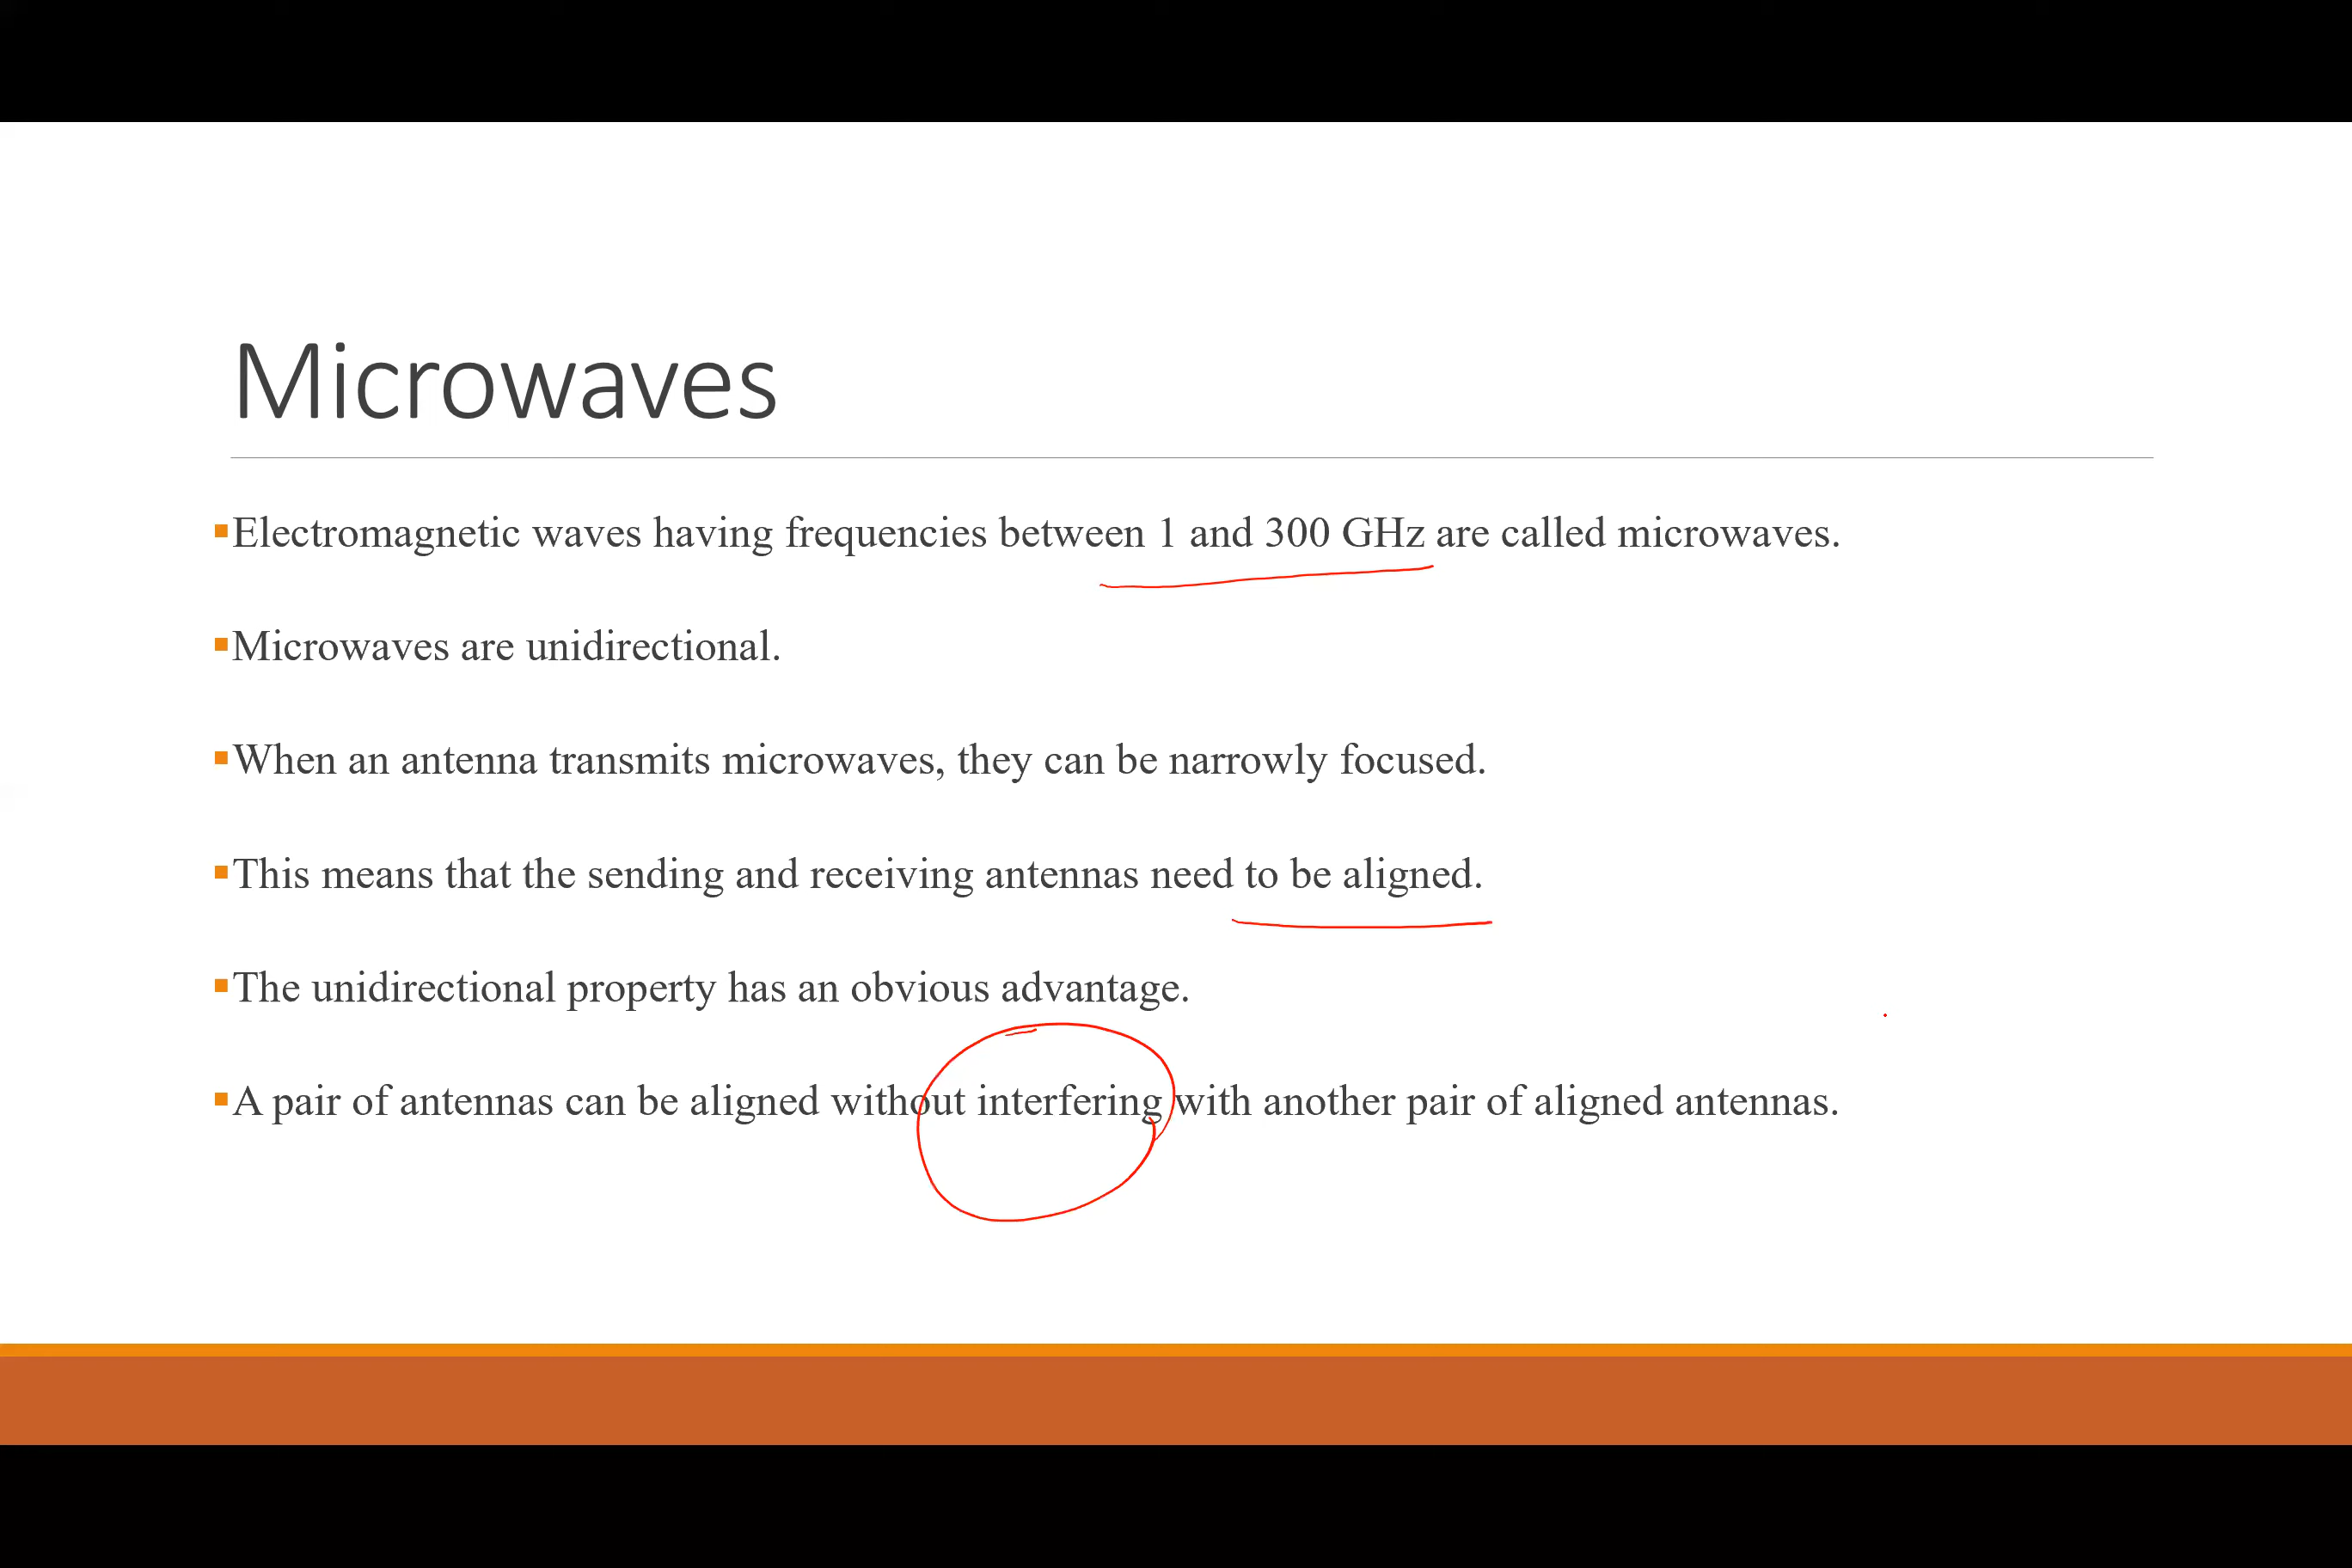 Microwaves
Electromagnetic waves having frequencies between 1 and 300 GHz are called microwaves.
Microwaves are unidirectional.
When an antenna transmits microwaves, they can be narrowly focused.
This means that the sending and receiving antennas need to be aligned.
The unidirectional property has an obvious advantage.
A pair of antennas can be aligned without interfering with another pair of aligned antennas.